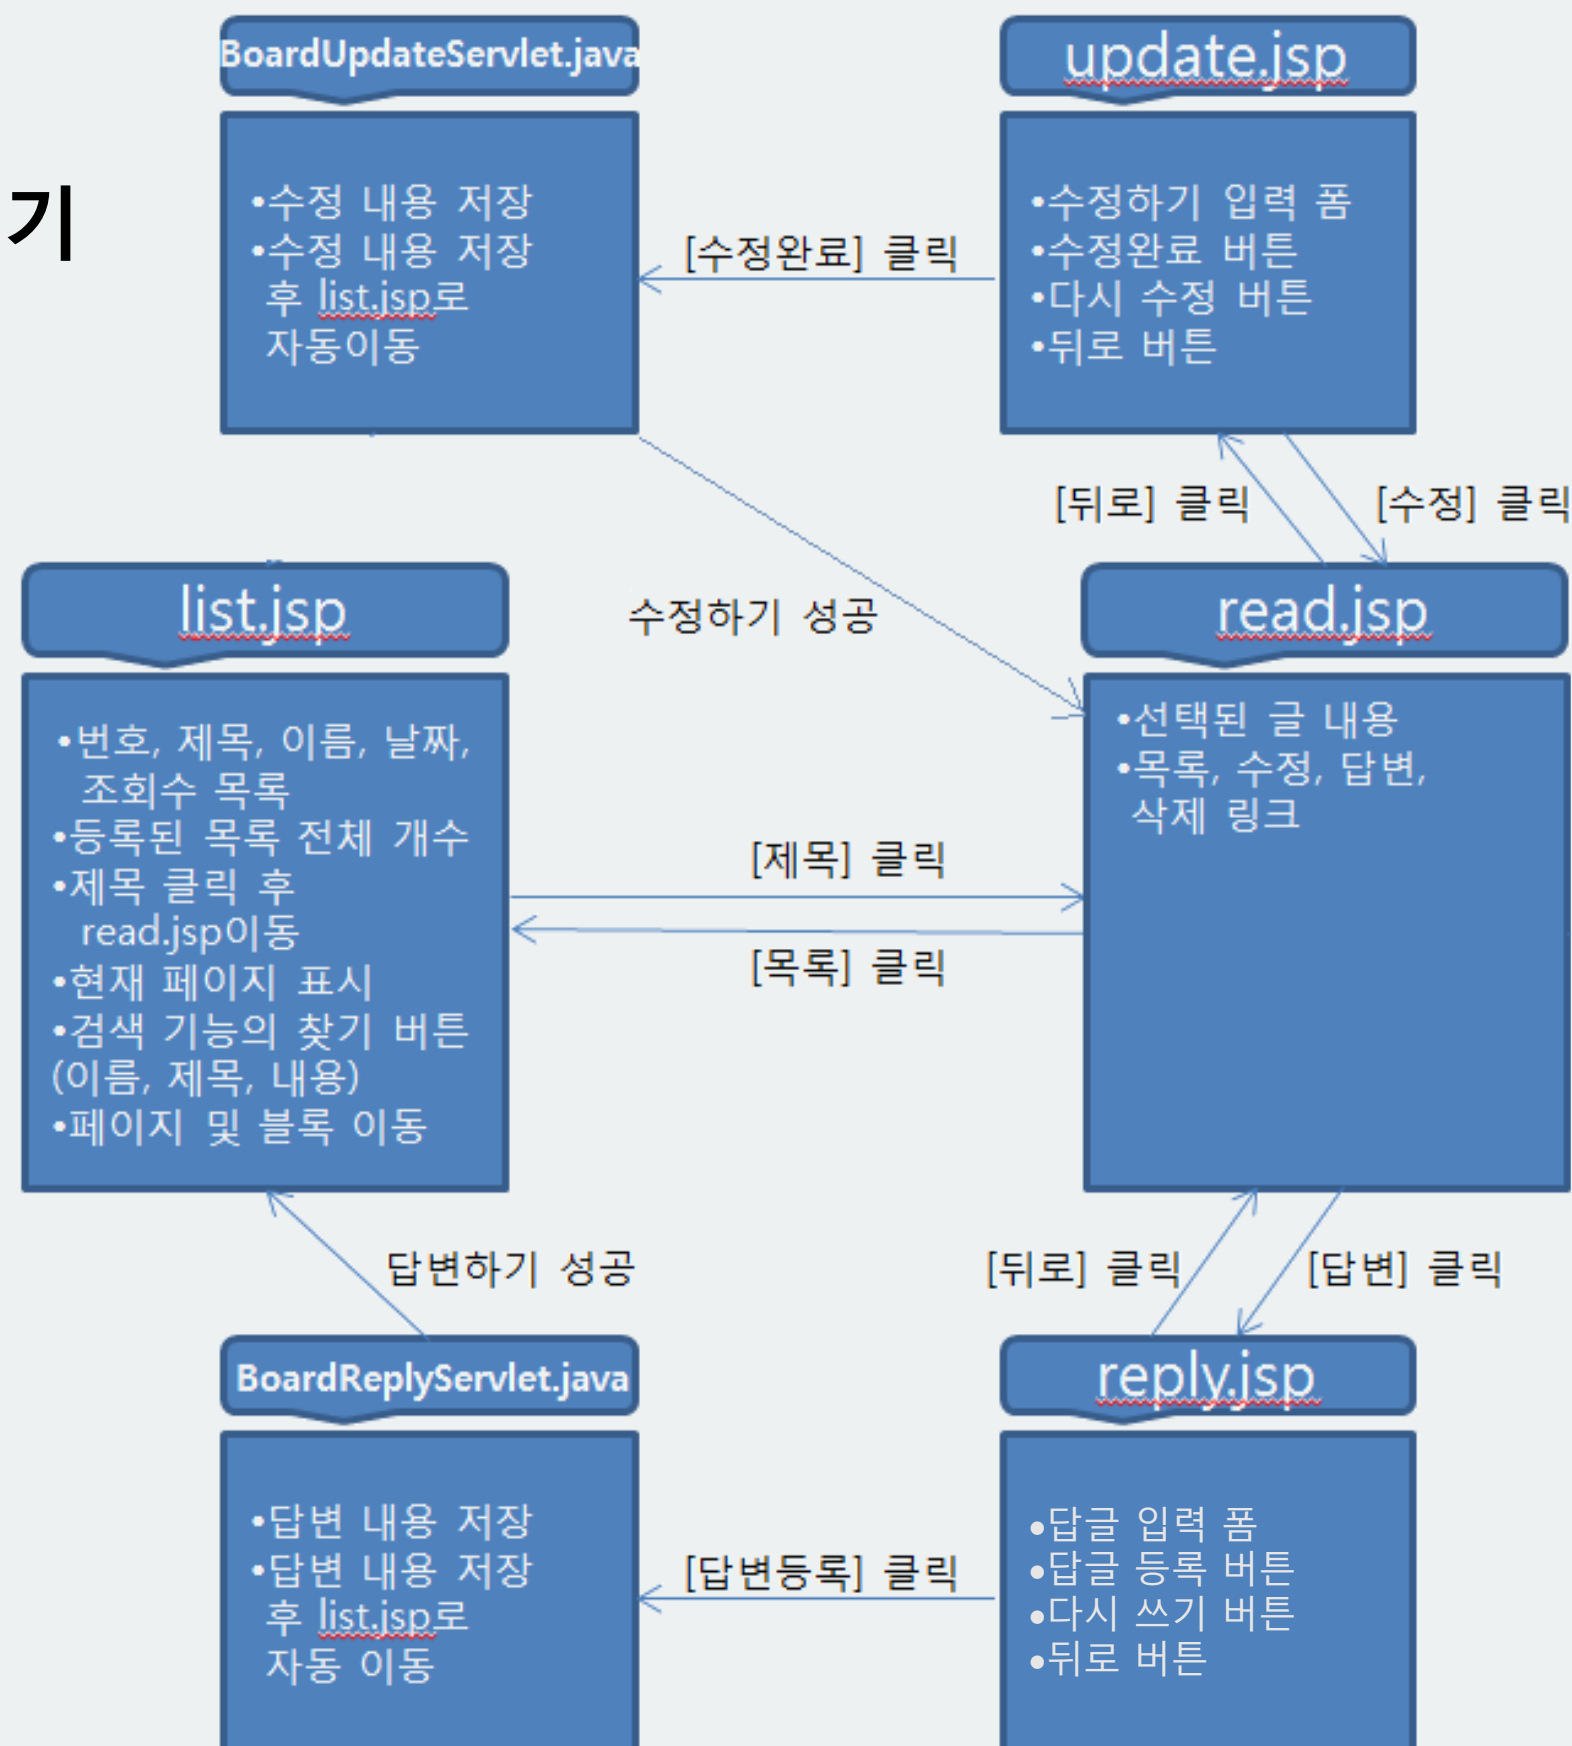 BoardUpdateServlet.java
update.jsp
기
•수정 내용 저장
•수정 내용 저장
후 list.jsp로
자동이동
[수정완료] 클릭
•수정하기 입력 폼
•수정완료 버튼
•다시 수정 버튼
•뒤로 버튼
[뒤로] 클릭
[수정] 클릭
list.jsp
수정하기 성공
read.jsp
•번호, 제목, 이름, 날짜,
조회수 목록
•등록된 목록 전체 개수
•제목 클릭 후
read.jsp이동
•현재 페이지 표시
•검색 기능의 찾기 버튼
(이름, 제목, 내용)
•페이지 및 블록 이동
[제목] 클릭
[목록] 클릭
•선택된 글 내용
•목록, 수정, 답변,
삭제 링크
답변하기 성공
[뒤로] 클릭
[답변] 클릭
BoardReplyServlet.java
reply.jsp
•답변 내용 저장
•답변 내용 저장
후 list.jsp로
자동 이동
[답변등록] 클릭
•답글 입력 폼
•답글 등록 버튼
•다시 쓰기 버튼
•뒤로 버튼